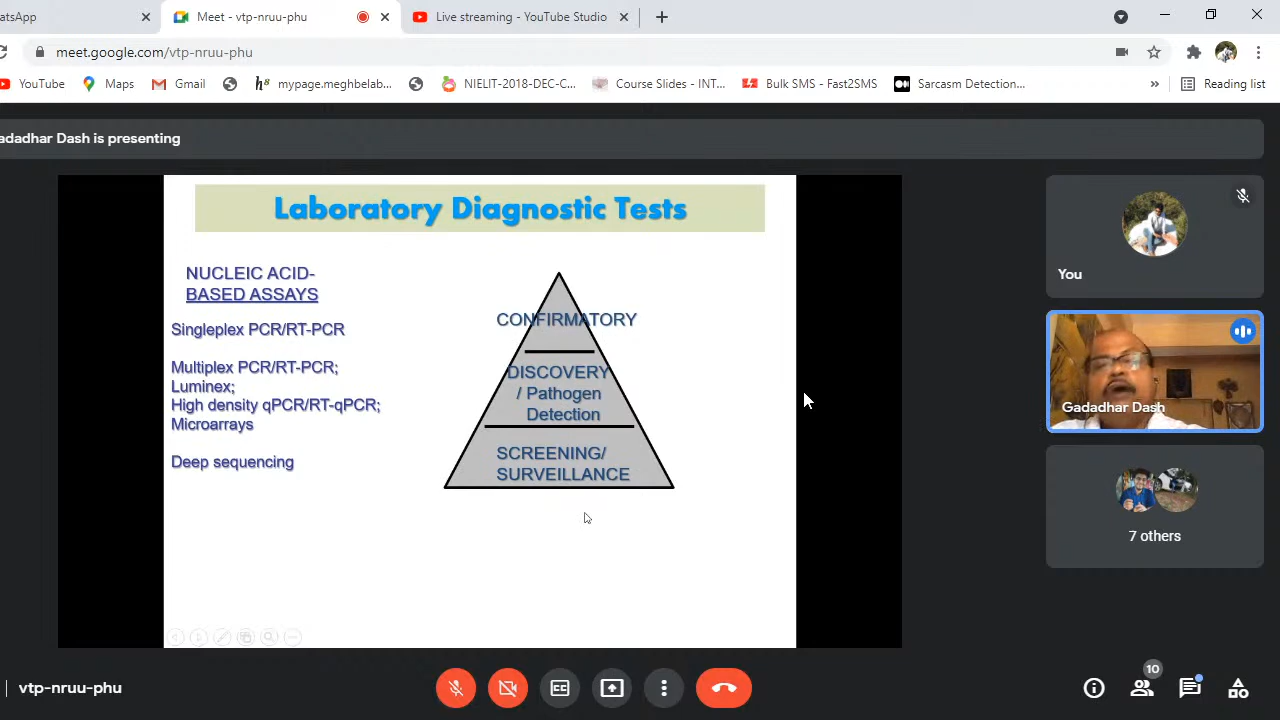 atsApp
Meet - vtp-nruu-phu
Live streaming - YouTube Studio
meet.google.com/vtp-nruu-phu
YouTube
Maps
Gmail
mypage.meghbelab...
NIELIT-2018-DEC-C...
Course Slides - INT...
Bulk SMS - Fast2SMS
Sarcasm Detection...
»
Reading list
adadhar Dash is presenting
Laboratory Diagnostic Tests
NUCLEIC ACID-
BASED ASSAYS
Singleplex PCR/RT-PCR
Multiplex PCR/RT-PCR;
Luminex;
High density qPCR/RT-qPCR;
Microarrays
Deep sequencing
CONFIRMATORY
DISCOVERY
/ Pathogen
Detection
SCREENING/
SURVEILLANCE
You
Gadadhar Dash
7 others
vtp-nruu-phu
10